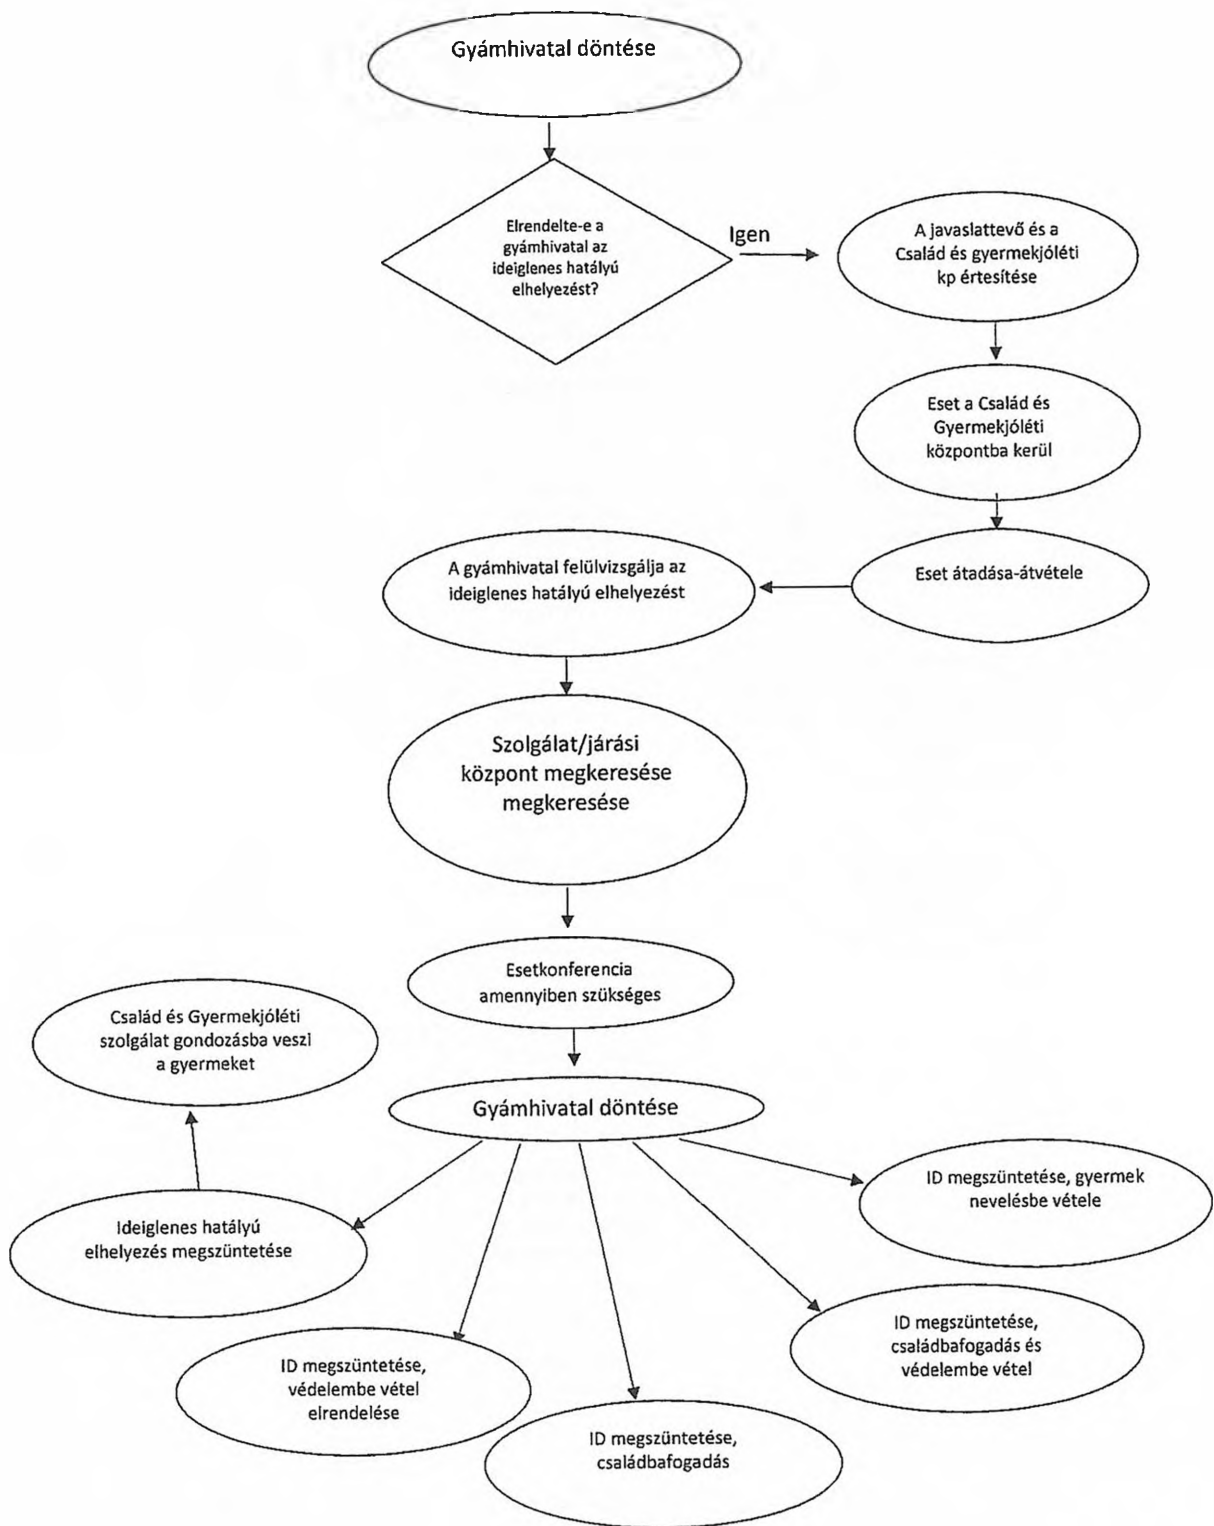 Gyámhivatal döntése
Elrendelte-e a
gyámhivatal az
ideiglenes hatályú
elhelyezést?
Igen
A javaslattevő és a
Család és gyermekjóléti
kp értesítése
Eset a Család és
Gyermekjóléti
központba kerül
Eset átadása-átvétele
A gyámhivatal felülvizsgálja az
ideiglenes hatályú elhelyezést
Szolgálat/járási
központ megkeresése
megkeresése
Esetkonferencia
amennyiben szükséges
Család és Gyermekjóléti
szolgálat gondozásba veszi
a gyermeket
Gyámhivatal döntése
Ideiglenes hatályú
elhelyezés megszüntetése
ID megszüntetése,
védelembe vétel
elrendelése
ID megszüntetése,
családbafogadás
ID megszüntetése,
családbafogadás és
védelembe vétel
ID megszüntetése, gyermek
nevelésbe vétele